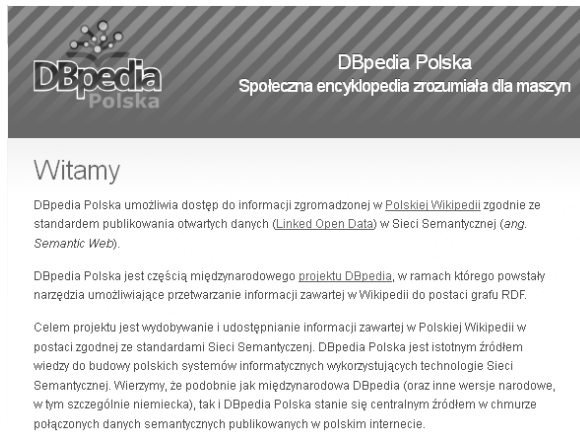 DBpedia
Polska
DBpedia Polska
Społeczna encyklopedia zrozumiała dla maszyn
Witamy
DBpedia Polska umożliwia dostęp do informacji zgromadzonej w Polskiej Wikipedii zgodnie ze
standardem publikowania otwartych danych (Linked Open Data) w Sieci Semantycznej (ang.
Semantic Web).
DBpedia Polska jest częścią międzynarodowego projektu DBpedia, w ramach którego powstały
narzędzia umożliwiające przetwarzanie informacji zawartej w Wikipedii do postaci grafu RDF.
Celem projektu jest wydobywanie i udostępnianie informacji zawartej w Polskiej Wikipedii w
postaci zgodnej ze standardami Sieci Semantyczenj. DBpedia Polska jest istotnym źródłem
wiedzy do budowy polskich systemów informatycznych wykorzystujących technologie Sieci
Semantycznej. Wierzymy, że podobnie jak międzynarodowa DBpedia (oraz inne wersje narodowe,
w tym szczególnie niemiecka), tak i DBpedia Polska stanie się centralnym źródłem w chmurze
połączonych danych semantycznych publikowanych w polskim internecie.